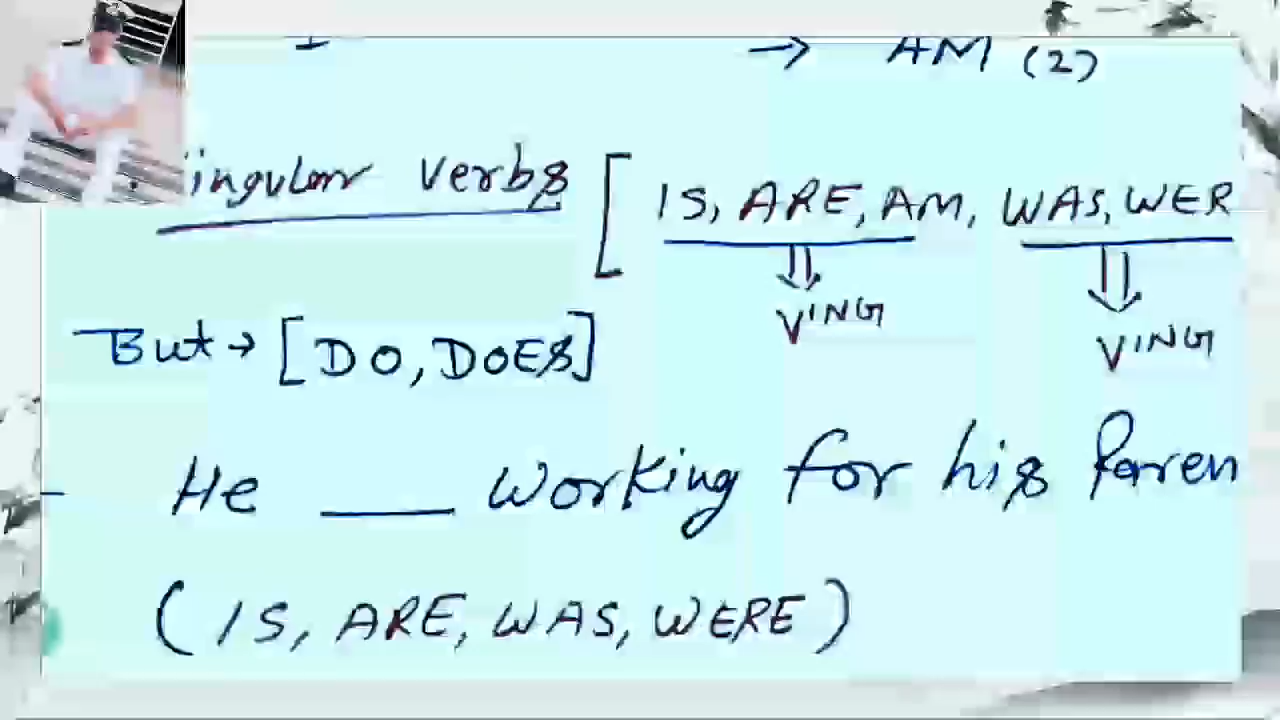 I → AM (2)
ingular verbs [ IS, ARE, AM, WAS, WER
VING VING
But → [DO, DOES]
He ___ working for his Paren
(IS, ARE, WAS, WERE)